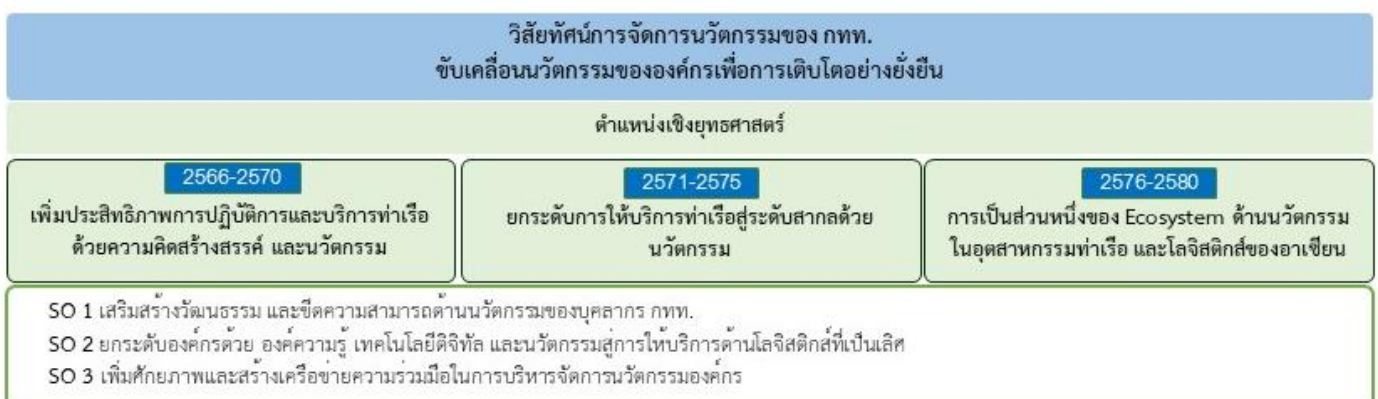 วิสัยทัศน์การจัดการนวัตกรรมของ กทท.
ขับเคลื่อนนวัตกรรมขององค์กรเพื่อการเติบโตอย่างยั่งยืน
ตำแหน่งเชิงยุทธศาสตร์
2566-2570
เพิ่มประสิทธิภาพการปฏิบัติการและบริการท่าเรือ
ด้วยความคิดสร้างสรรค์ และนวัตกรรม
2571-2575
ยกระดับการให้บริการท่าเรือสู่ระดับสากลด้วย
นวัตกรรม
2576-2580
การเป็นส่วนหนึ่งของ Ecosystem ด้านนวัตกรรม
ในอุตสาหกรรมท่าเรือ และโลจิสติกส์ของอาเซียน
SO 1 เสริมสร้างวัฒนธรรม และขีดความสามารถด้านนวัตกรรมของบุคลากร กทท.
SO 2 ยกระดับองค์กรด้วย องค์ความรู้ เทคโนโลยีดิจิทัล และนวัตกรรมสู่การให้บริการด้านโลจิสติกส์ที่เป็นเลิศ
SO 3 เพิ่มศักยภาพและสร้างเครือข่ายความร่วมมือในการบริหารจัดการนวัตกรรมองค์กร